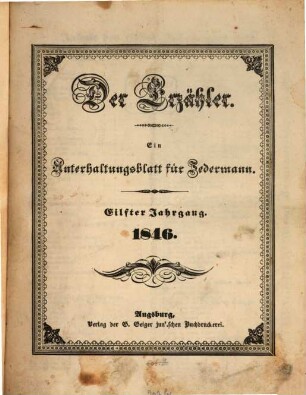 Der Erzähler.
Ein
Unterhaltungsblatt für Jedermann.
Eilfter Jahrgang.
1846.
Augsburg,
Verlag der G. Geiger jun'schen Buchdruckerei.